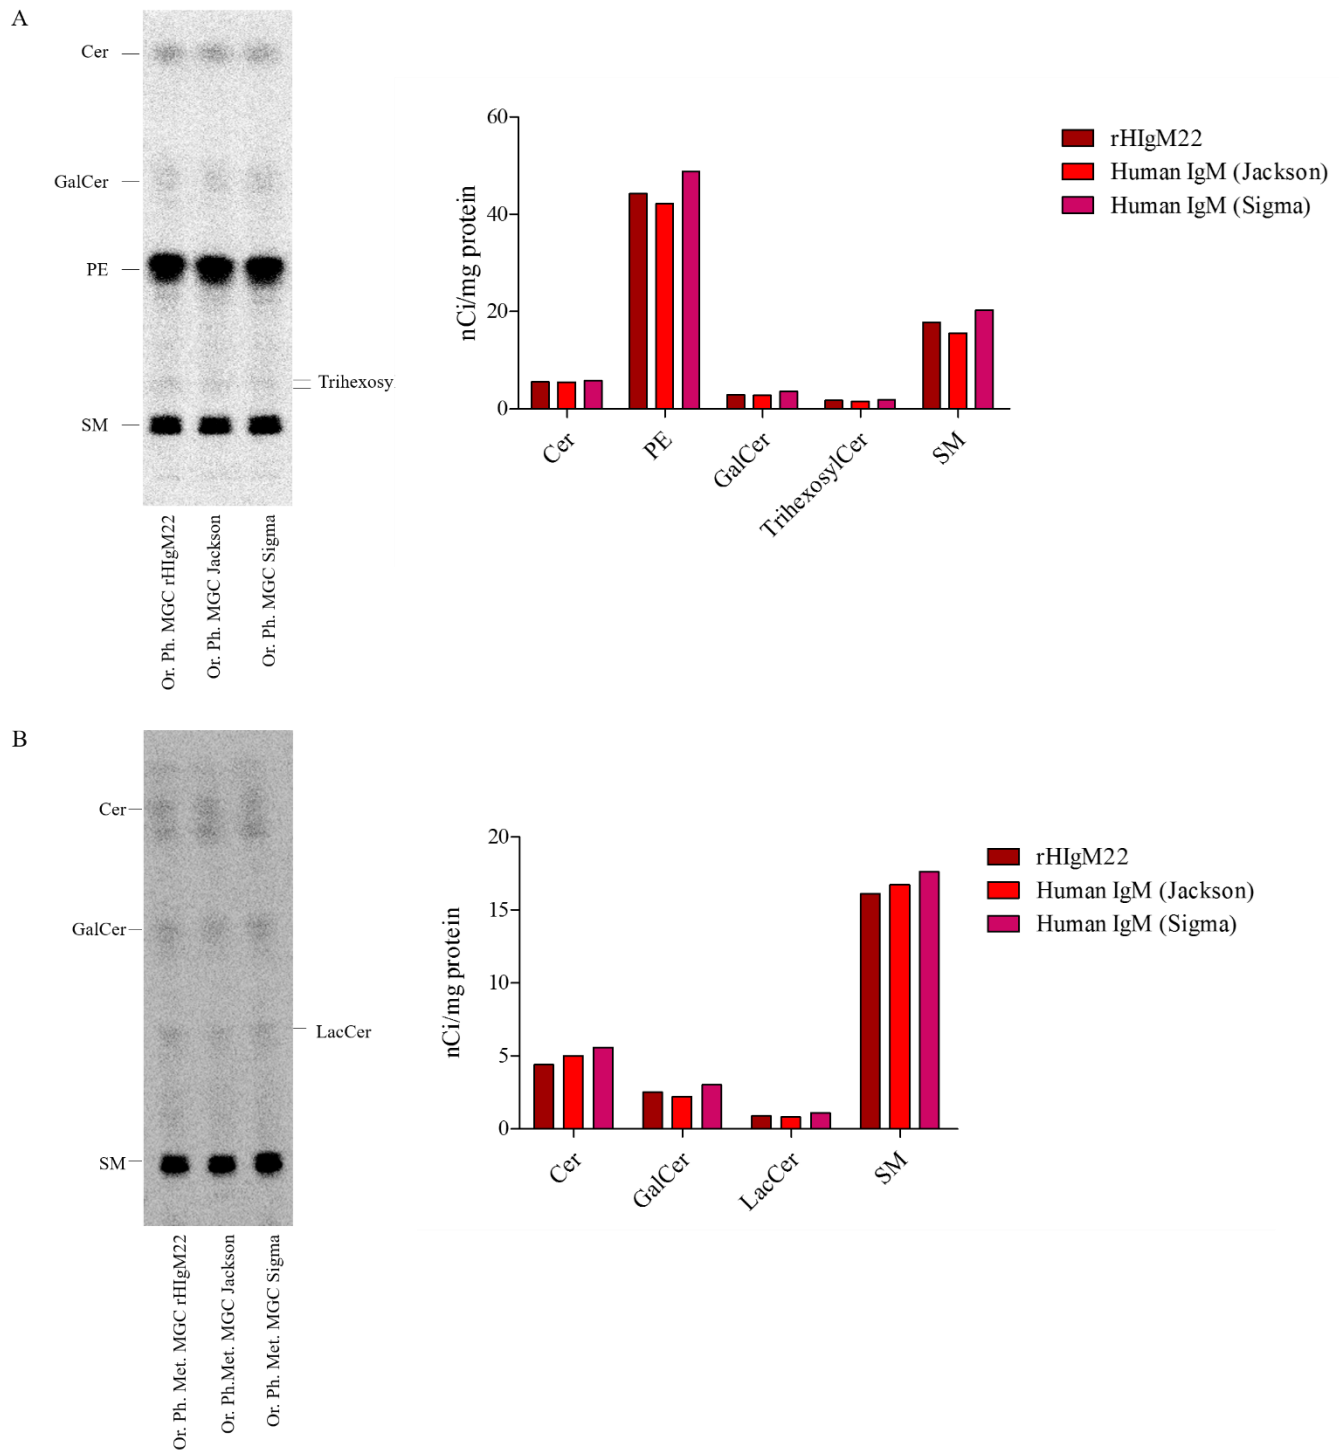 A
Cer
GalCer
PE
Trihexosy
SM
Or. Ph. MGC rHIgM22
Or. Ph. MGC Jackson
Or. Ph. MGC Sigma
nCi/mg protein
60
40
20
0
Cer
PE
GalCer
TrihexosylCer
SM
rHIgM22
Human IgM (Jackson)
Human IgM (Sigma)
B
Cer
GalCer
LacCer
SM
Or. Ph. Met. MGC rHIgM22
Or. Ph.Met. MGC Jackson
Or. Ph. Met. MGC Sigma
nCi/mg protein
20
15
10
5
0
Cer
GalCer
LacCer
SM
rHIgM22
Human IgM (Jackson)
Human IgM (Sigma)